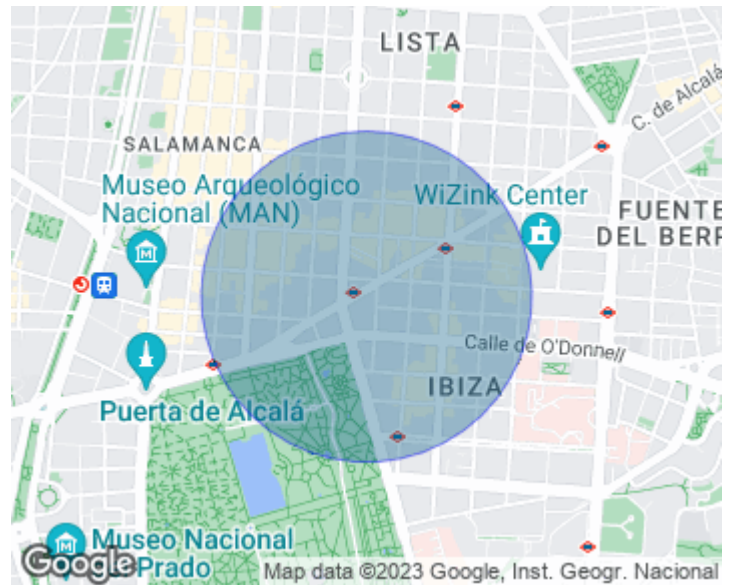 LISTA
C. de Alcalá
SALAMANCA
Museo Arqueológico
Nacional (MAN)
WiZink Center
FUENTE
DEL BERR
Calle de O'Donnell
IBIZA
Puerta de Alcalá
Museo Nacional
Prado
Google
Map data ©2023 Google, Inst. Geogr. Nacional